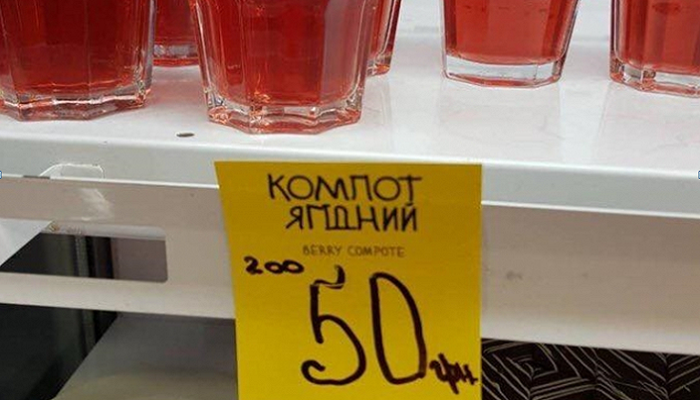 КОМПОТ
ЯГІДНИЙ
BERRY COMPOTE
200
50 грн